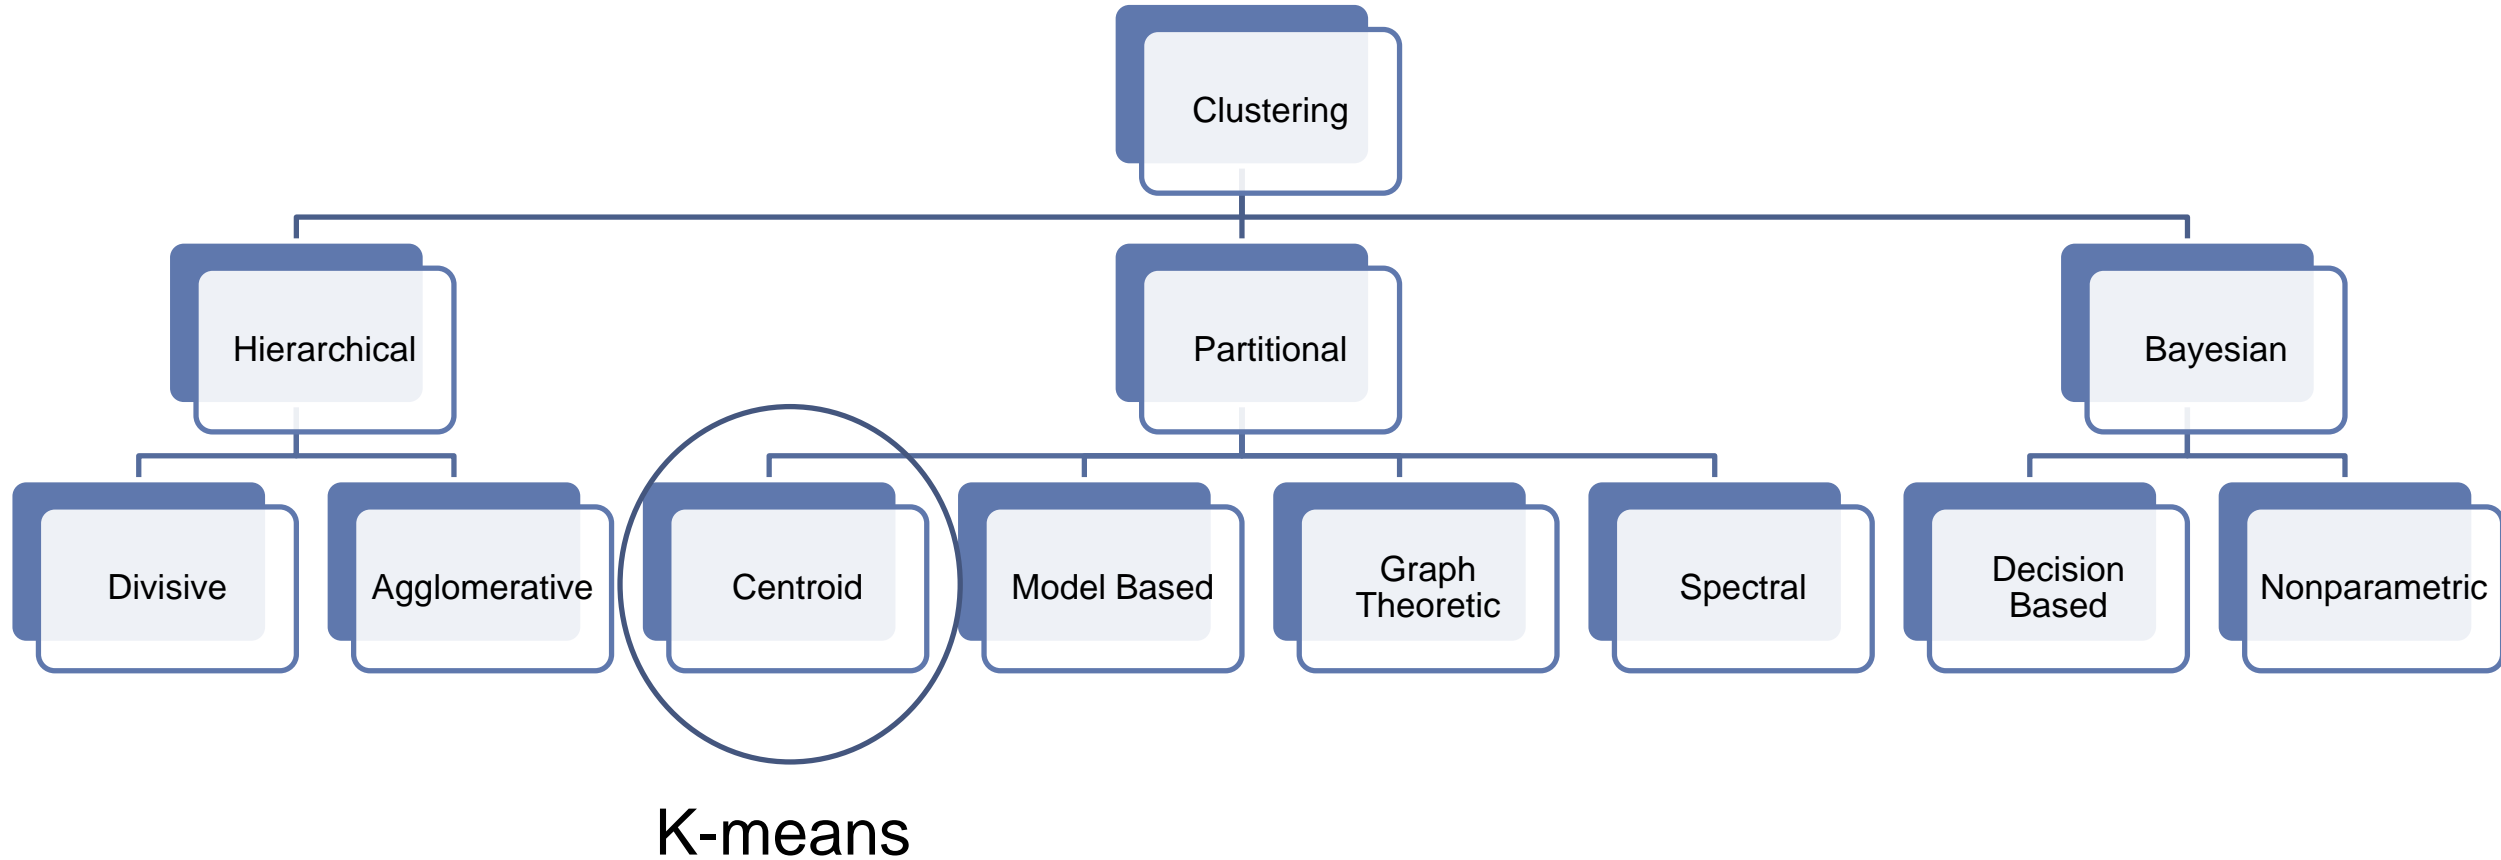 Clustering
Hierarchical
Partitional
Bayesian
Divisive
Agglomerative
Centroid
Model Based
Graph
Theoretic
Spectral
Decision
Based
Nonparametric
K-means